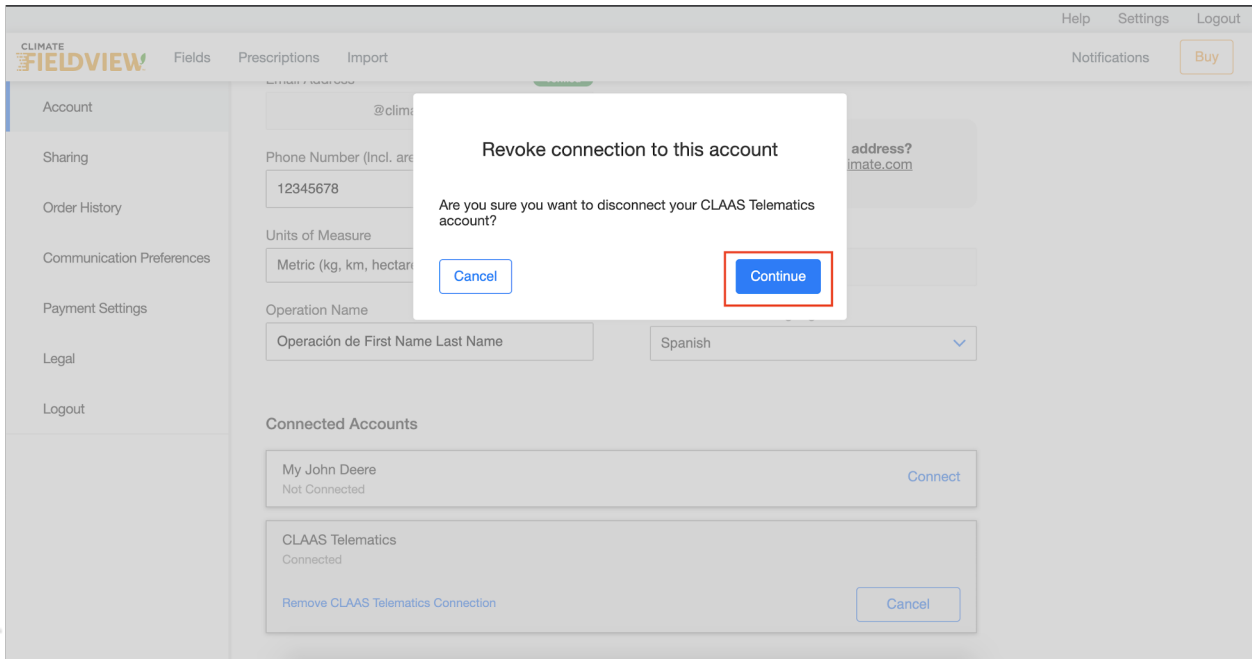 Help Settings Logout
CLIMATE
FIELDVIEW
Fields Prescriptions Import Notifications Buy
Account
Sharing
Order History
Communication Preferences
Payment Settings
Legal
Logout
Email Address
@clima
address?
imate.com
Phone Number (Incl. are
12345678
Units of Measure
Metric (kg, km, hectare
Operation Name
Operación de First Name Last Name
Spanish
Revoke connection to this account
Are you sure you want to disconnect your CLAAS Telematics
account?
Cancel Continue
Connected Accounts
My John Deere
Not Connected
Connect
CLAAS Telematics
Connected
Remove CLAAS Telematics Connection
Cancel